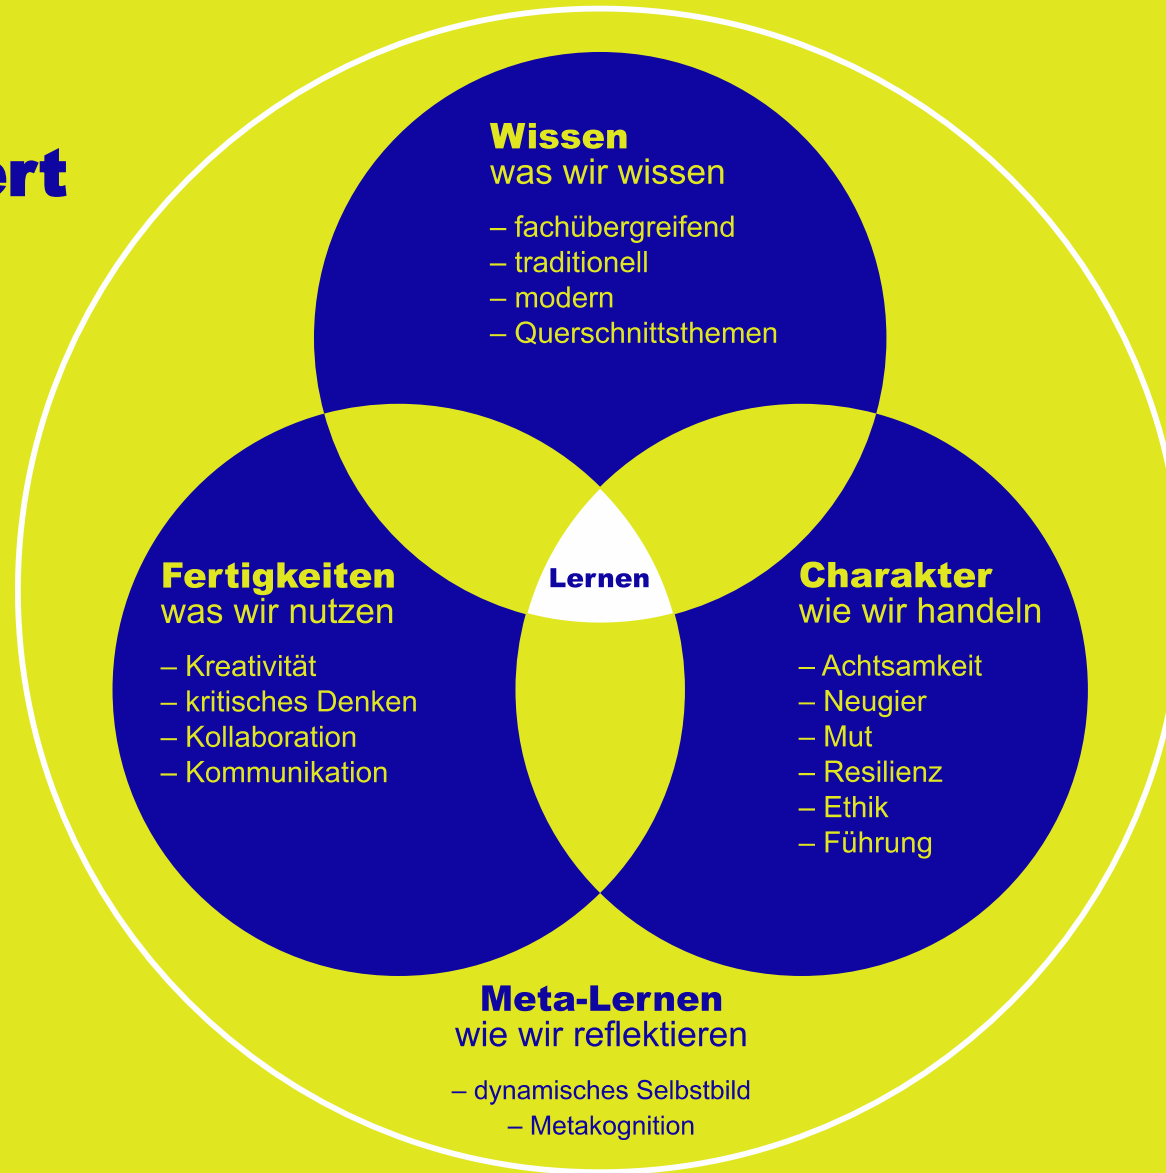 Wissen
was wir wissen
– fachübergreifend
– traditionell
– modern
– Querschnittsthemen
Fertigkeiten
was wir nutzen
– Kreativität
– kritisches Denken
– Kollaboration
– Kommunikation
Lernen
Charakter
wie wir handeln
– Achtsamkeit
– Neugier
– Mut
– Resilienz
– Ethik
– Führung
Meta-Lernen
wie wir reflektieren
– dynamisches Selbstbild
– Metakognition